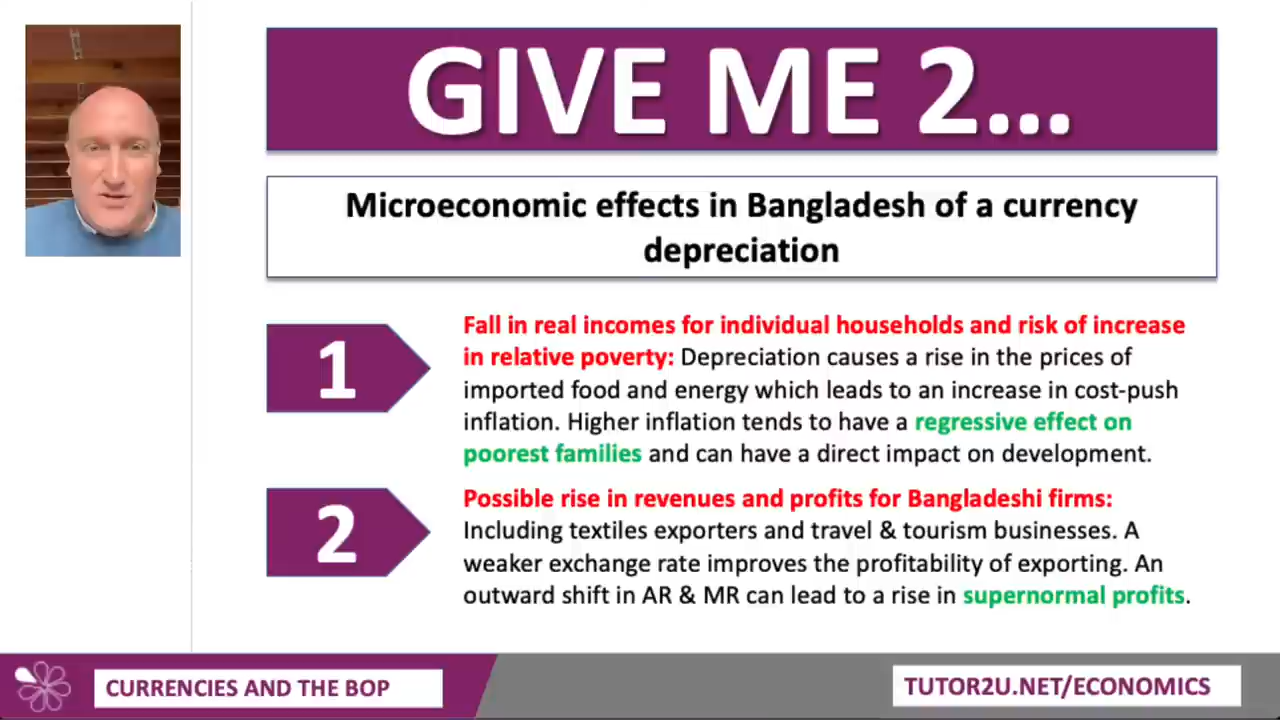 GIVE ME 2...
Microeconomic effects in Bangladesh of a currency
depreciation
1
Fall in real incomes for individual households and risk of increase
in relative poverty: Depreciation causes a rise in the prices of
imported food and energy which leads to an increase in cost-push
inflation. Higher inflation tends to have a regressive effect on
poorest families and can have a direct impact on development.
2
Possible rise in revenues and profits for Bangladeshi firms:
Including textiles exporters and travel & tourism businesses. A
weaker exchange rate improves the profitability of exporting. An
outward shift in AR & MR can lead to a rise in supernormal profits.
CURRENCIES AND THE BOP
TUTOR2U.NET/ECONOMICS